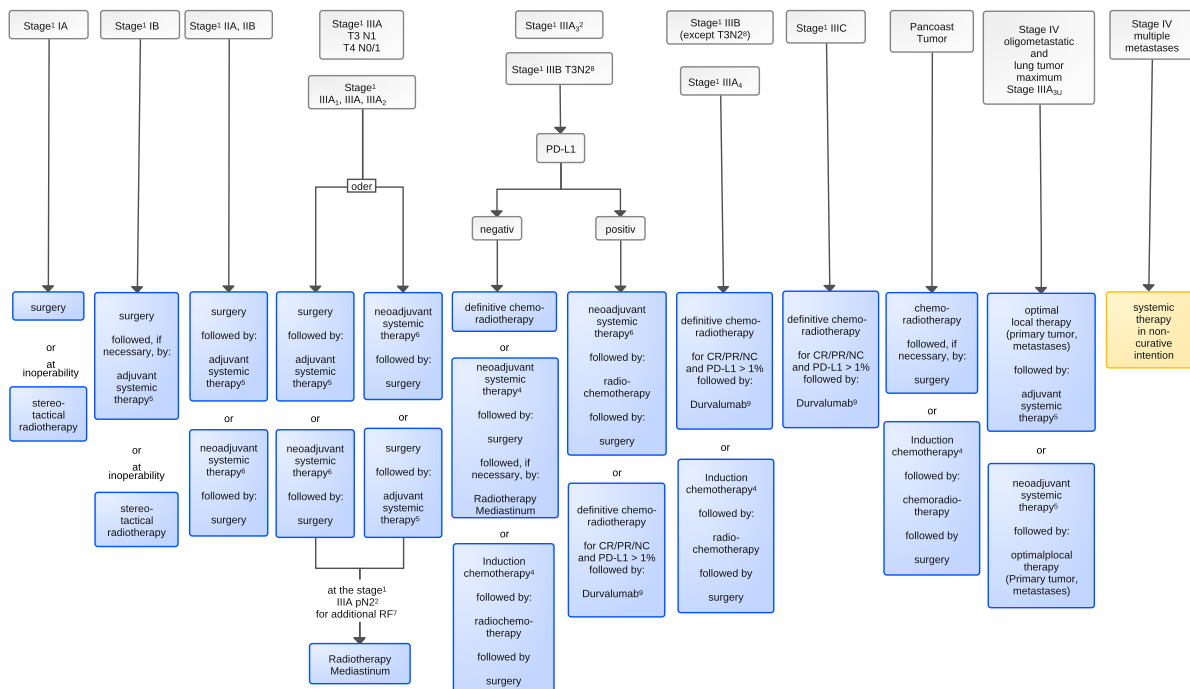 Stage¹ IA
surgery
or
at
inoperability
stereo-
tactical
radiotherapy
Stage¹ IB
surgery
followed, if
necessary, by:
adjuvant
systemic
therapy⁵
or
at
inoperability
stereo-
tactical
radiotherapy
Stage¹ IIA, IIB
surgery
followed by:
adjuvant
systemic
therapy⁵
or
neoadjuvant
systemic
therapy⁶
followed by:
surgery
Stage¹ IIIA
T3 N1
T4 N0/1
Stage¹
IIIA₁, IIIA, IIIA₂
oder
surgery
followed by:
adjuvant
systemic
therapy⁵
or
neoadjuvant
systemic
therapy⁶
followed by:
surgery
neoadjuvant
systemic
therapy⁶
followed by:
surgery
or
surgery
followed by:
adjuvant
systemic
therapy⁵
at the stage¹
IIIA pN2²
for additional RF⁷
Radiotherapy
Mediastinum
Stage¹ IIIA₃²
Stage¹ IIIB T3N2⁸
PD-L1
negativ
definitive chemo-
radiotherapy
neoadjuvant
systemic
therapy⁴
followed by:
surgery
followed, if
necessary, by:
Radiotherapy
Mediastinum
or
Induction
chemotherapy⁴
followed by:
radiochemo-
therapy
followed by
surgery
positiv
neoadjuvant
systemic
therapy⁶
followed by:
radio-
chemotherapy
followed by:
surgery
or
definitive chemo-
radiotherapy
for CR/PR/NC
and PD-L1 > 1%
followed by:
Durvalumab⁹
Stage¹ IIIB
(except T3N2⁸)
Stage¹ IIIA₄
definitive chemo-
radiotherapy
for CR/PR/NC
and PD-L1 > 1%
followed by:
Durvalumab⁹
or
Induction
chemotherapy⁴
followed by:
radio-
chemotherapy
followed by
surgery
Stage¹ IIIC
definitive chemo-
radiotherapy
for CR/PR/NC
and PD-L1 > 1%
followed by:
Durvalumab⁹
Pancoast
Tumor
chemo-
radiotherapy
followed, if
necessary, by:
surgery
or
Induction
chemotherapy⁴
followed by:
chemoradio-
therapy
followed by
surgery
Stage IV
oligometastatic
and
lung tumor
maximum
Stage IIIA₃ᵤ
optimal
local therapy
(primary tumor,
metastases)
followed by:
adjuvant
systemic
therapy⁵
or
neoadjuvant
systemic
therapy⁵
followed by:
optimalplocal
therapy
(Primary tumor,
metastases)
Stage IV
multiple
metastases
systemic
therapy
in non-
curative
intention